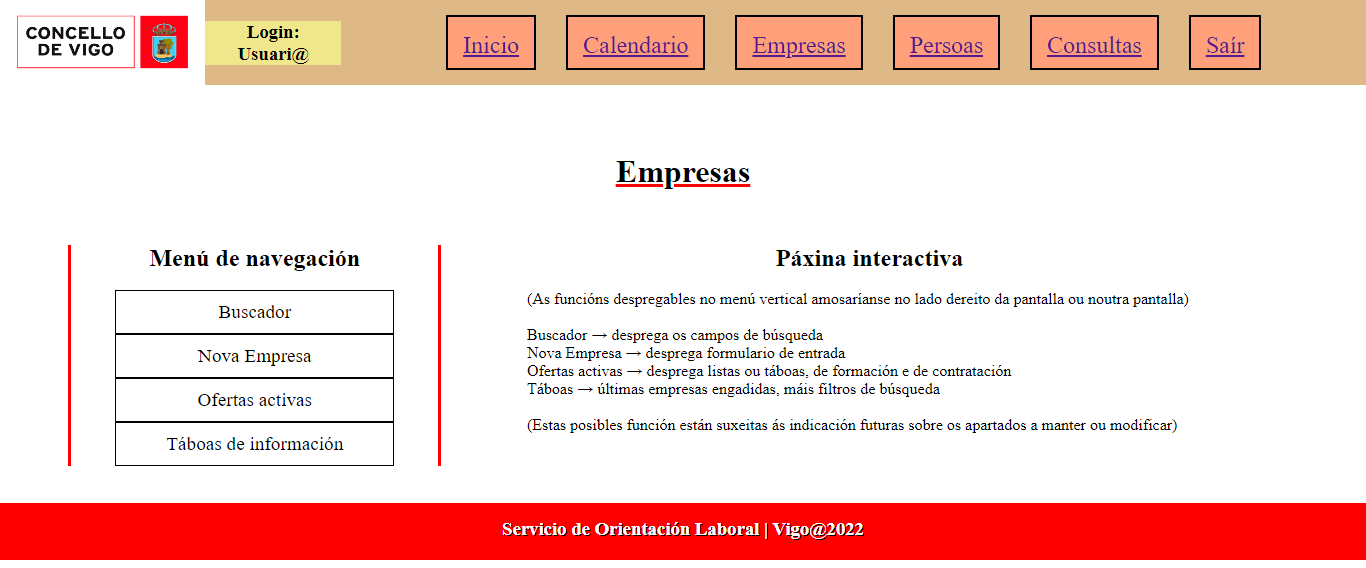 CONCELLO
DE VIGO
Login:
Usuari@
Inicio
Calendario
Empresas
Persoas
Consultas
Saír
Empresas
Menú de navegación
Buscador
Nova Empresa
Ofertas activas
Táboas de información
Páxina interactiva
(As funcións despregables no menú vertical amosaríanse no lado dereito da pantalla ou noutra pantalla)
Buscador → desprega os campos de búsqueda
Nova Empresa → desprega formulario de entrada
Ofertas activas → desprega listas ou táboas, de formación e de contratación
Táboas → últimas empresas engadidas, máis filtros de búsqueda
(Estas posibles función están suxeitas ás indicación futuras sobre os apartados a manter ou modificar)
Servicio de Orientación Laboral | Vigo@2022